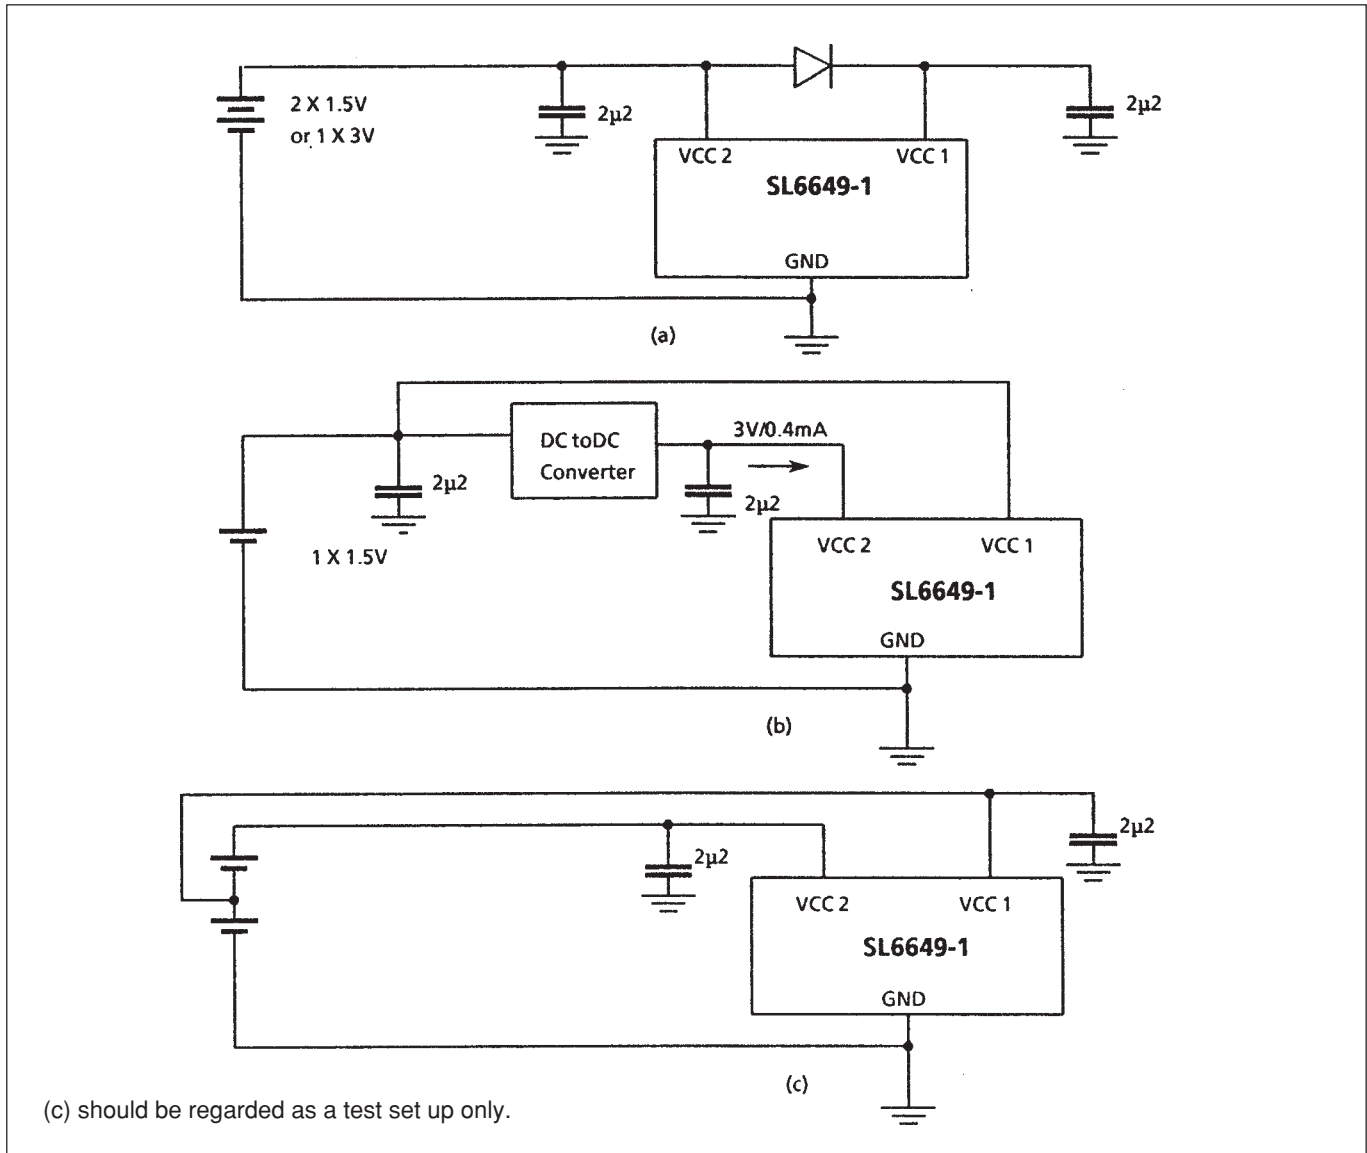 2 X 1.5V
or 1 X 3V
2µ2
2µ2
VCC 2
VCC 1
SL6649-1
GND
(a)
DC toDC
Converter
3V/0.4mA
2µ2
2µ2
1 X 1.5V
VCC 2
VCC 1
SL6649-1
GND
(b)
2µ2
2µ2
VCC 2
VCC 1
SL6649-1
GND
(c)
(c) should be regarded as a test set up only.